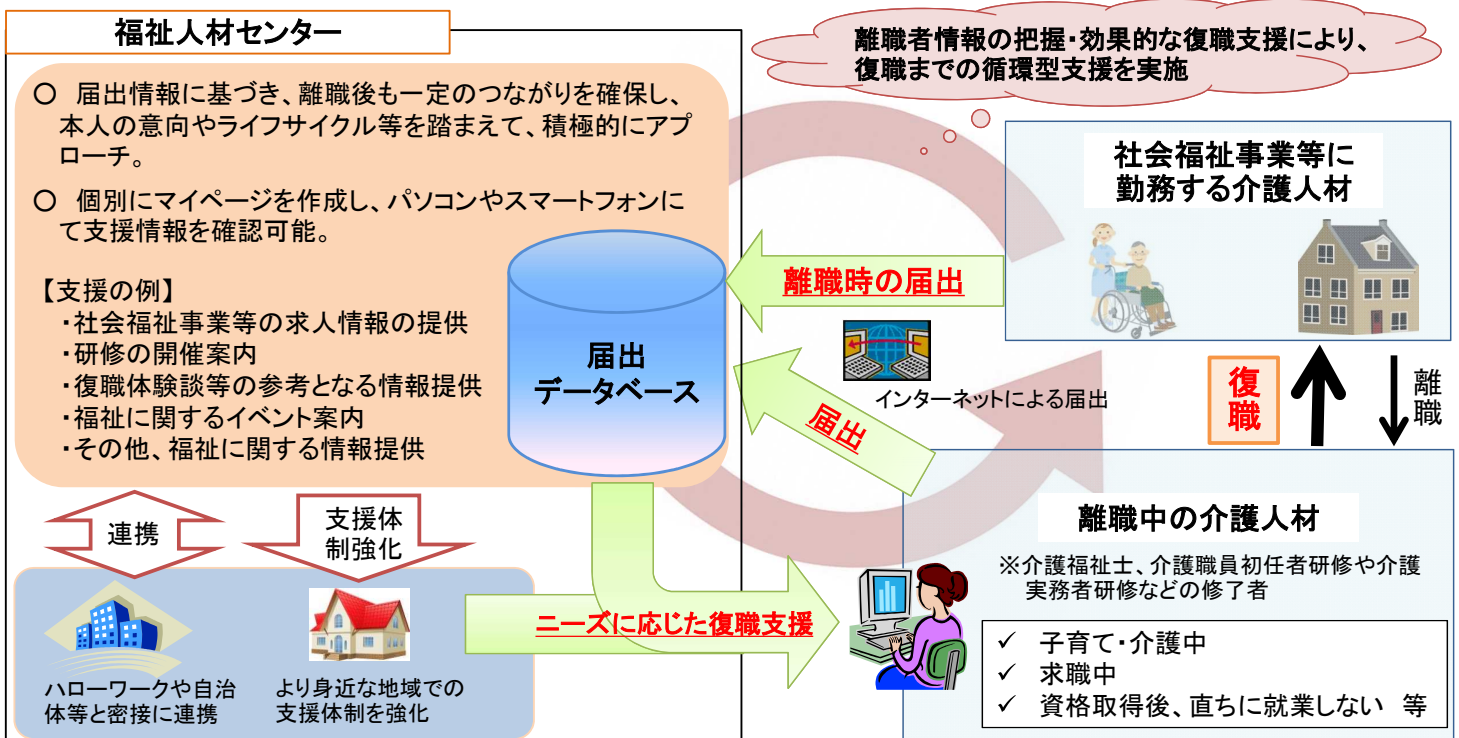 福祉人材センター
○ 届出情報に基づき、離職後も一定のつながりを確保し、
本人の意向やライフサイクル等を踏まえて、積極的にアプ
ローチ。
○ 個別にマイページを作成し、パソコンやスマートフォンに
て支援情報を確認可能。
【支援の例】
・社会福祉事業等の求人情報の提供
・研修の開催案内
・復職体験談等の参考となる情報提供
・福祉に関するイベント案内
・その他、福祉に関する情報提供
届出
データベース
連携
支援体
制強化
ハローワークや自治
体等と密接に連携
より身近な地域での
支援体制を強化
離職者情報の把握・効果的な復職支援により、
復職までの循環型支援を実施
社会福祉事業等に
勤務する介護人材
離職時の届出
インターネットによる届出
届出
復職
離職
ニーズに応じた復職支援
離職中の介護人材
※介護福祉士、介護職員初任者研修や介護
実務者研修などの修了者
✓ 子育て・介護中
✓ 求職中
✓ 資格取得後、直ちに就業しない 等